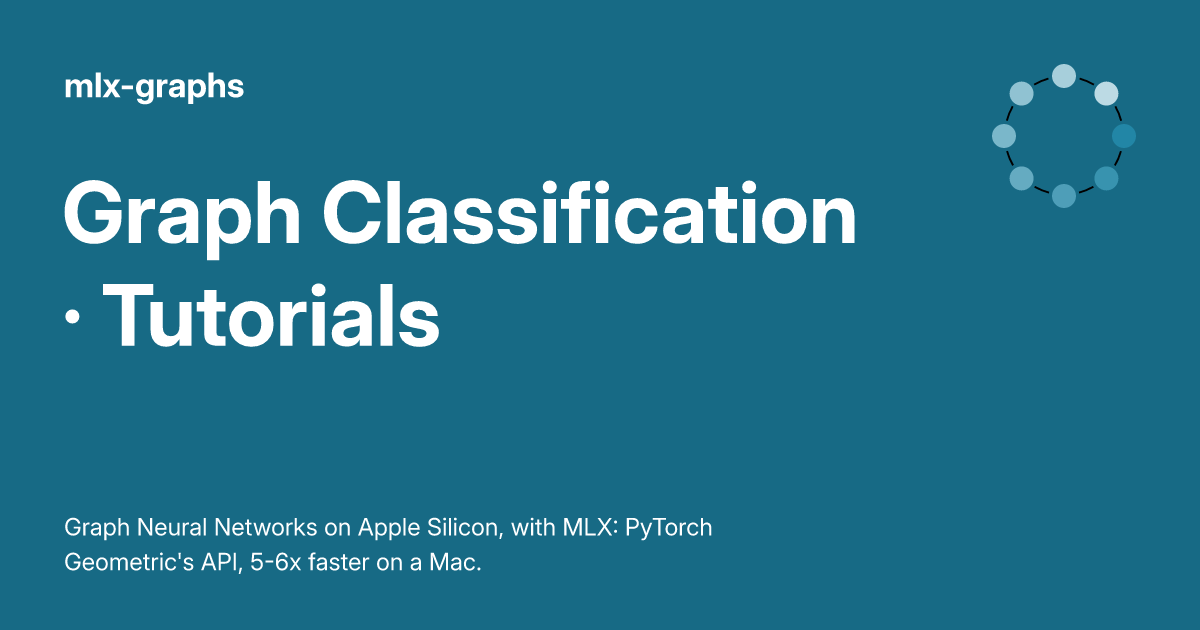 mlx-graphs
Graph Classification
· Tutorials
Graph Neural Networks on Apple Silicon, with MLX: PyTorch
Geometric's API, 5-6x faster on a Mac.